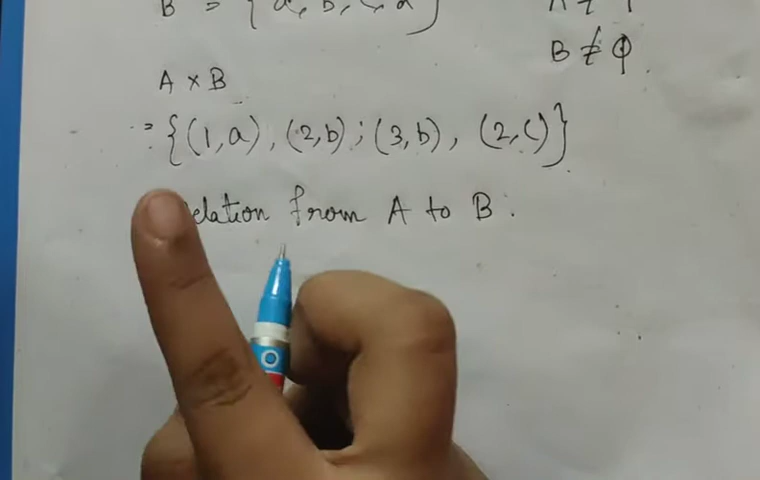 B = {a, b, c, d}
B ≠ φ.
A × B
= {(1,a), (2,b); (3,b), (2,c)}
elation from A to B.